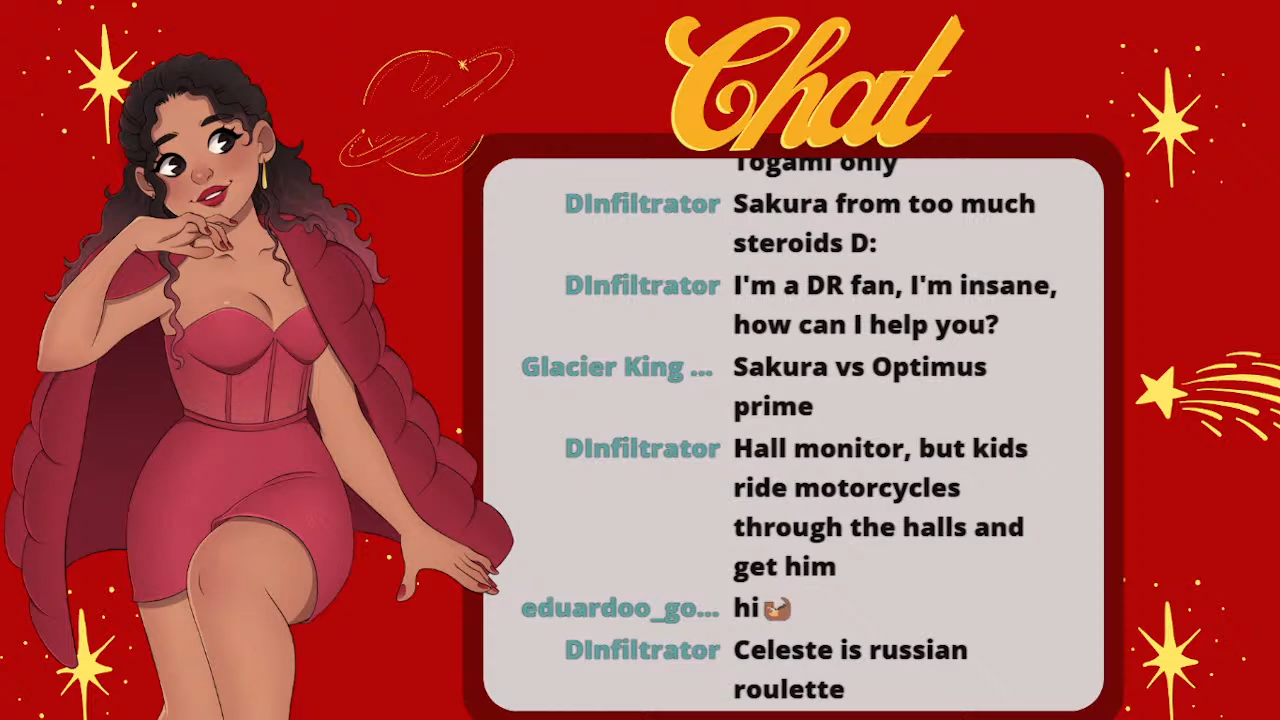 Chat
Togami only
DInfiltrator Sakura from too much
steroids D:
DInfiltrator I'm a DR fan, I'm insane,
how can I help you?
Glacier King ... Sakura vs Optimus
prime
DInfiltrator Hall monitor, but kids
ride motorcycles
through the halls and
get him
eduardoo_go... hi
DInfiltrator Celeste is russian
roulette